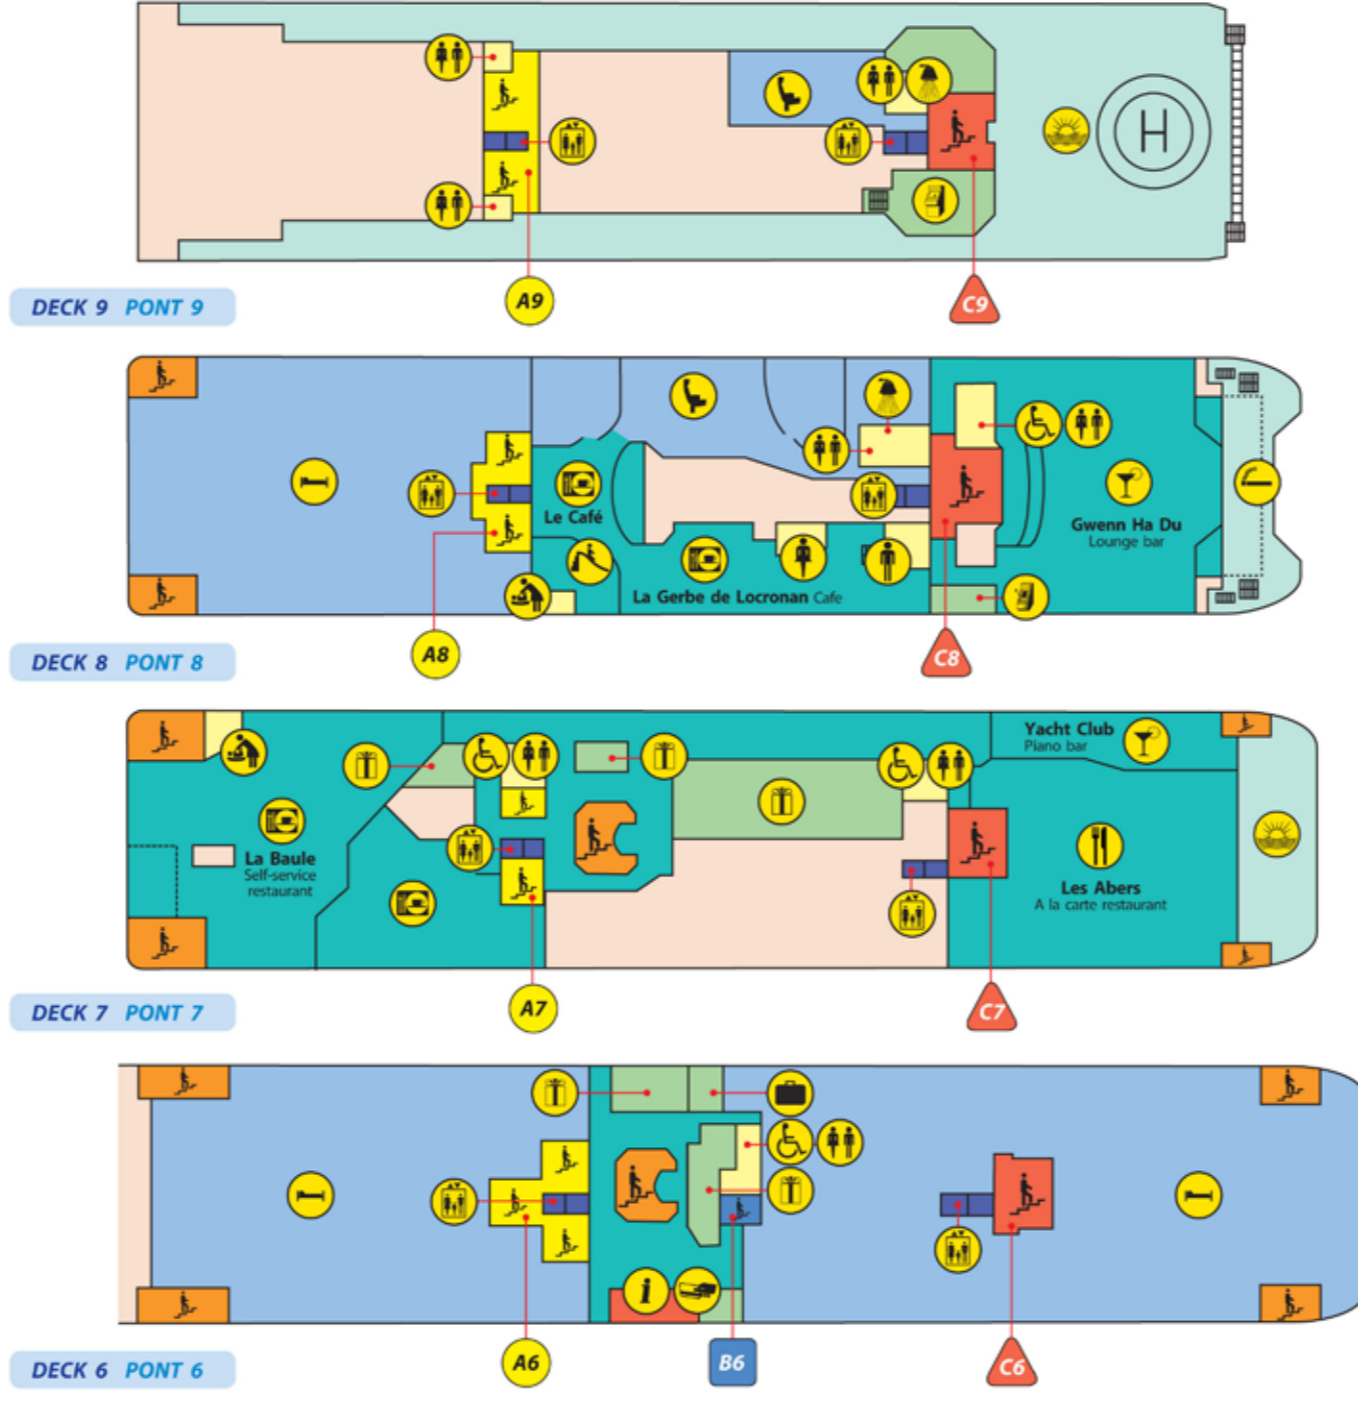 H
A9
C9
DECK 9 PONT 9
Le Café
Gwenn Ha Du
Lounge bar
La Gerbe de Locronan Cafe
A8
C8
DECK 8 PONT 8
Yacht Club
Piano bar
La Baule
Self-service
restaurant
Les Abers
A la carte restaurant
A7
C7
DECK 7 PONT 7
i
A6
B6
C6
DECK 6 PONT 6